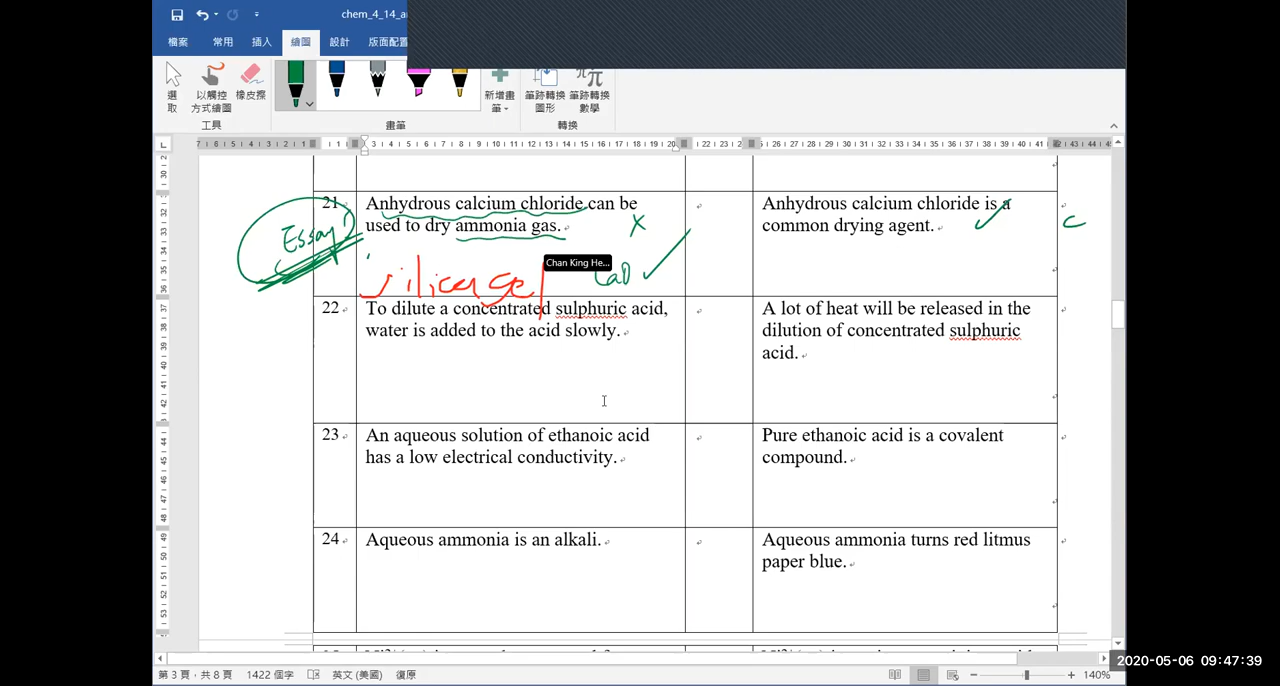 chem_4_14_a
檔案 常用 插入 繪圖 設計 版面配置
選取 以觸控方式繪圖 橡皮擦 新增畫筆 筆跡轉換圖形 筆跡轉換數學
工具 畫筆 轉換
21 Anhydrous calcium chloride can be used to dry ammonia gas. Anhydrous calcium chloride is a common drying agent.
Essay! X C
Chan King He...
silica gel CaO
22 To dilute a concentrated sulphuric acid, water is added to the acid slowly. A lot of heat will be released in the dilution of concentrated sulphuric acid.
23 An aqueous solution of ethanoic acid has a low electrical conductivity. Pure ethanoic acid is a covalent compound.
24 Aqueous ammonia is an alkali. Aqueous ammonia turns red litmus paper blue.
第 3 頁，共 8 頁 1422 個字 英文 (美國) 復原 140%
2020-05-06 09:47:39